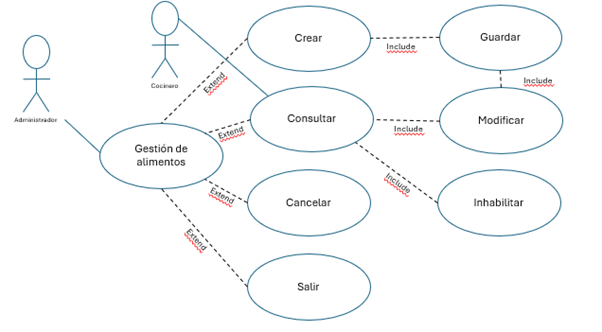 Crear
Guardar
Include
Include
Extend
Cocinero
Administrador
Consultar
Modificar
Extend
Include
Gestión de
alimentos
Include
Extend
Cancelar
Inhabilitar
Extend
Salir